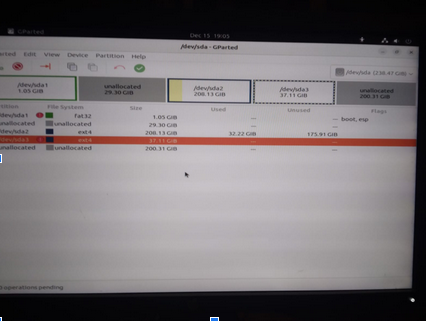 GParted
Dec 15 19:03
/dev/sda - GParted
arted Edit View Device Partition Help
/dev/sda (238.47 GiB)
/dev/sda1
1.05 GiB
unallocated
29.30 GiB
/dev/sda2
208.13 GiB
/dev/sda3
37.11 GiB
unallocated
200.31 GiB
tition File System Size Used Unused Flags
/dev/sda1 fat32 1.05 GiB --- --- boot, esp
unallocated unallocated 29.30 GiB --- ---
/dev/sda2 ext4 208.13 GiB 32.22 GiB 175.91 GiB
ext4 37.11 GiB --- ---
unallocated unallocated 200.31 GiB --- ---
operations pending